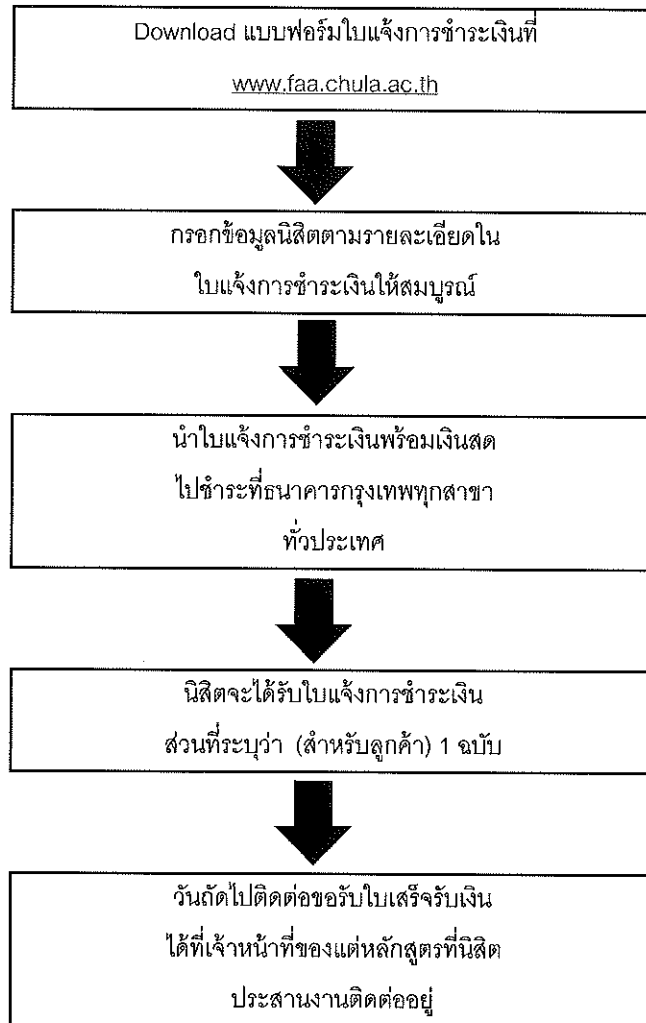 Download แบบฟอร์มใบแจ้งการชำระเงินที่
www.faa.chula.ac.th
กรอกข้อมูลนิสิตตามรายละเอียดใน
ใบแจ้งการชำระเงินให้สมบูรณ์
นำใบแจ้งการชำระเงินพร้อมเงินสด
ไปชำระที่ธนาคารกรุงเทพทุกสาขา
ทั่วประเทศ
นิสิตจะได้รับใบแจ้งการชำระเงิน
ส่วนที่ระบุว่า (สำหรับลูกค้า) 1 ฉบับ
วันถัดไปติดต่อขอรับใบเสร็จรับเงิน
ได้ที่เจ้าหน้าที่ของแต่หลักสูตรที่นิสิต
ประสานงานติดต่ออยู่